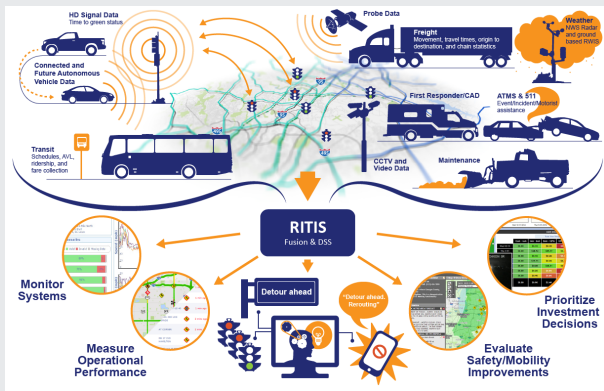 HD Signal Data
Time to green status
Connected and
Future Autonomous
Vehicle Data
Transit
Schedules, AVL,
ridership, and
fare collection
Probe Data
Freight
Movement, travel times, origin to
destination, and chain statistics
Weather
NWS Radar
and ground
based RWIS
First Responder/CAD
ATMS & 511
Event/Incident/Motorist
assistance
CCTV and
Video Data
Maintenance
RITIS
Fusion & DSS
Monitor
Systems
Measure
Operational
Performance
Detour ahead
"Detour ahead.
Rerouting"
Evaluate
Safety/Mobility
Improvements
Prioritize
Investment
Decisions